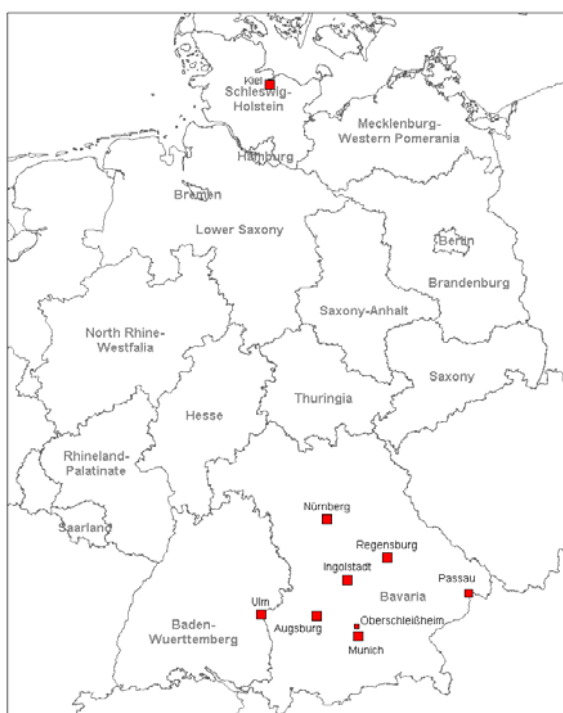 Kiel
Schleswig-
Holstein
Mecklenburg-
Western Pomerania
Hamburg
Bremen
Lower Saxony
Berlin
Brandenburg
Saxony-Anhalt
North Rhine-
Westfalia
Saxony
Thuringia
Hesse
Rhineland-
Palatinate
Saarland
Nürnberg
Regensburg
Ingolstadt
Passau
Bavaria
Ulm
Augsburg
Oberschleißheim
Baden-
Wuerttemberg
Munich